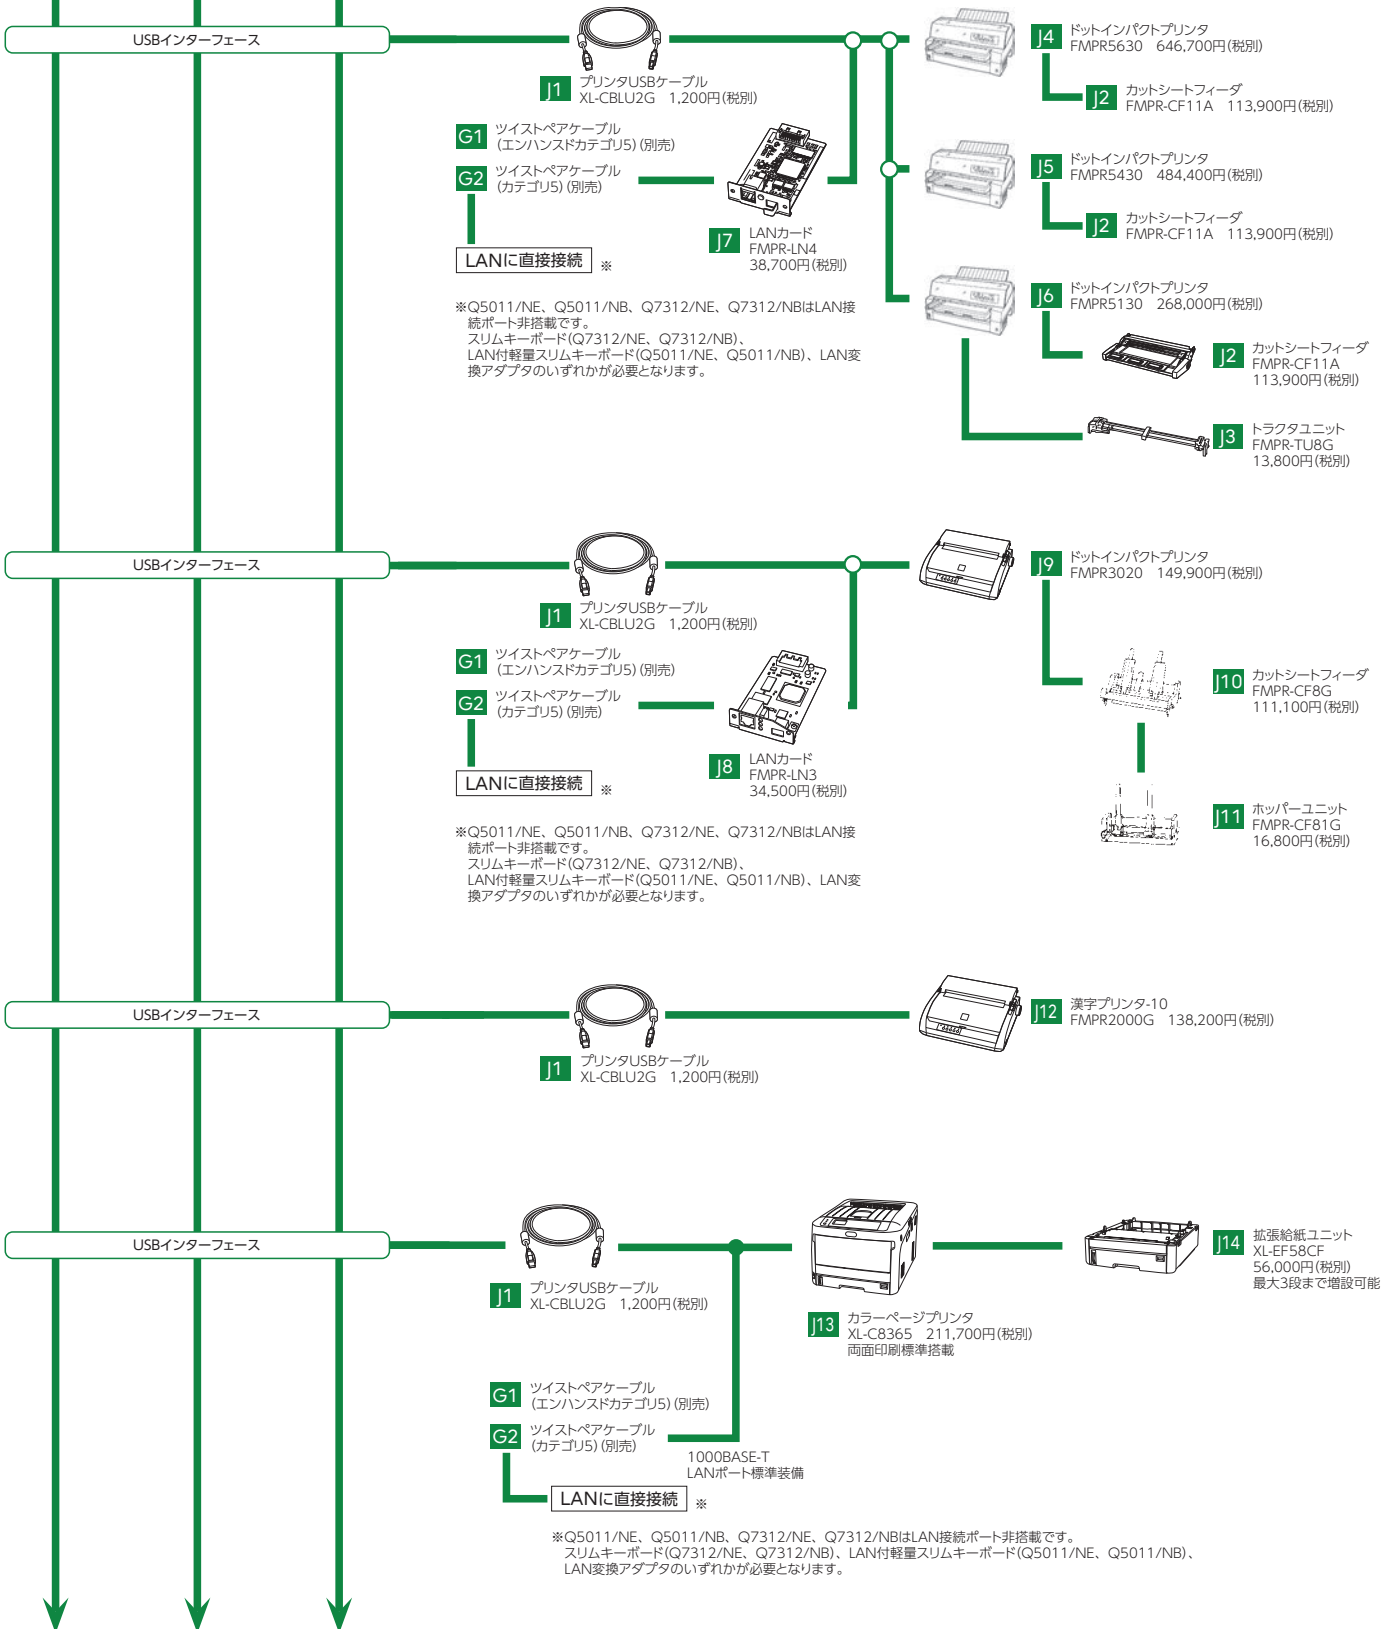 USBインターフェース
J1 プリンタUSBケーブル
XL-CBLU2G 1,200円(税別)
G1 ツイストペアケーブル
(エンハンスドカテゴリ5)(別売)
G2 ツイストペアケーブル
(カテゴリ5)(別売)
LANに直接接続 ※
J7 LANカード
FMPR-LN4
38,700円(税別)
※Q5011/NE、Q5011/NB、Q7312/NE、Q7312/NBはLAN接
続ポート非搭載です。
スリムキーボード(Q7312/NE、Q7312/NB)、
LAN付軽量スリムキーボード(Q5011/NE、Q5011/NB)、LAN変
換アダプタのいずれかが必要となります。
J4 ドットインパクトプリンタ
FMPR5630 646,700円(税別)
J2 カットシートフィーダ
FMPR-CF11A 113,900円(税別)
J5 ドットインパクトプリンタ
FMPR5430 484,400円(税別)
J2 カットシートフィーダ
FMPR-CF11A 113,900円(税別)
J6 ドットインパクトプリンタ
FMPR5130 268,000円(税別)
J2 カットシートフィーダ
FMPR-CF11A
113,900円(税別)
J3 トラクタユニット
FMPR-TU8G
13,800円(税別)
USBインターフェース
J1 プリンタUSBケーブル
XL-CBLU2G 1,200円(税別)
G1 ツイストペアケーブル
(エンハンスドカテゴリ5)(別売)
G2 ツイストペアケーブル
(カテゴリ5)(別売)
LANに直接接続 ※
J8 LANカード
FMPR-LN3
34,500円(税別)
※Q5011/NE、Q5011/NB、Q7312/NE、Q7312/NBはLAN接
続ポート非搭載です。
スリムキーボード(Q7312/NE、Q7312/NB)、
LAN付軽量スリムキーボード(Q5011/NE、Q5011/NB)、LAN変
換アダプタのいずれかが必要となります。
J9 ドットインパクトプリンタ
FMPR3020 149,900円(税別)
J10 カットシートフィーダ
FMPR-CF8G
111,100円(税別)
J11 ホッパーユニット
FMPR-CF81G
16,800円(税別)
USBインターフェース
J1 プリンタUSBケーブル
XL-CBLU2G 1,200円(税別)
J12 漢字プリンタ-10
FMPR2000G 138,200円(税別)
USBインターフェース
J1 プリンタUSBケーブル
XL-CBLU2G 1,200円(税別)
J13 カラーページプリンタ
XL-C8365 211,700円(税別)
両面印刷標準搭載
J14 拡張給紙ユニット
XL-EF58CF
56,000円(税別)
最大3段まで増設可能
G1 ツイストペアケーブル
(エンハンスドカテゴリ5)(別売)
G2 ツイストペアケーブル
(カテゴリ5)(別売)
1000BASE-T
LANポート標準装備
LANに直接接続 ※
※Q5011/NE、Q5011/NB、Q7312/NE、Q7312/NBはLAN接続ポート非搭載です。
スリムキーボード(Q7312/NE、Q7312/NB)、LAN付軽量スリムキーボード(Q5011/NE、Q5011/NB)、
LAN変換アダプタのいずれかが必要となります。